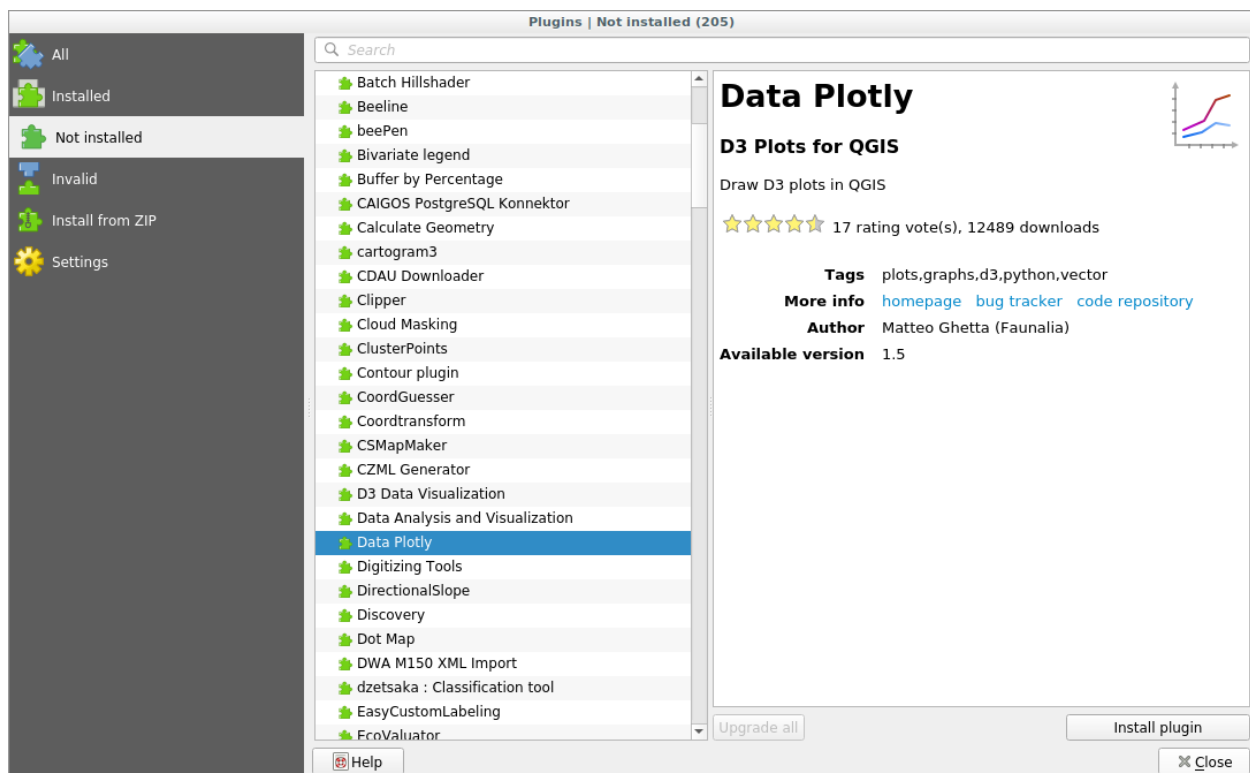 Plugins | Not installed (205)
All
Installed
Not installed
Invalid
Install from ZIP
Settings
Search
Batch Hillshader
Beeline
beePen
Bivariate legend
Buffer by Percentage
CAIGOS PostgreSQL Konnektor
Calculate Geometry
cartogram3
CDAU Downloader
Clipper
Cloud Masking
ClusterPoints
Contour plugin
CoordGuesser
Coordtransform
CSMapMaker
CZML Generator
D3 Data Visualization
Data Analysis and Visualization
Data Plotly
Digitizing Tools
DirectionalSlope
Discovery
Dot Map
DWA M150 XML Import
dzetsaka : Classification tool
EasyCustomLabeling
EcoValuator
Data Plotly
D3 Plots for QGIS
Draw D3 plots in QGIS
17 rating vote(s), 12489 downloads
Tags plots,graphs,d3,python,vector
More info homepage bug tracker code repository
Author Matteo Ghetta (Faunalia)
Available version 1.5
Upgrade all
Install plugin
Help
Close